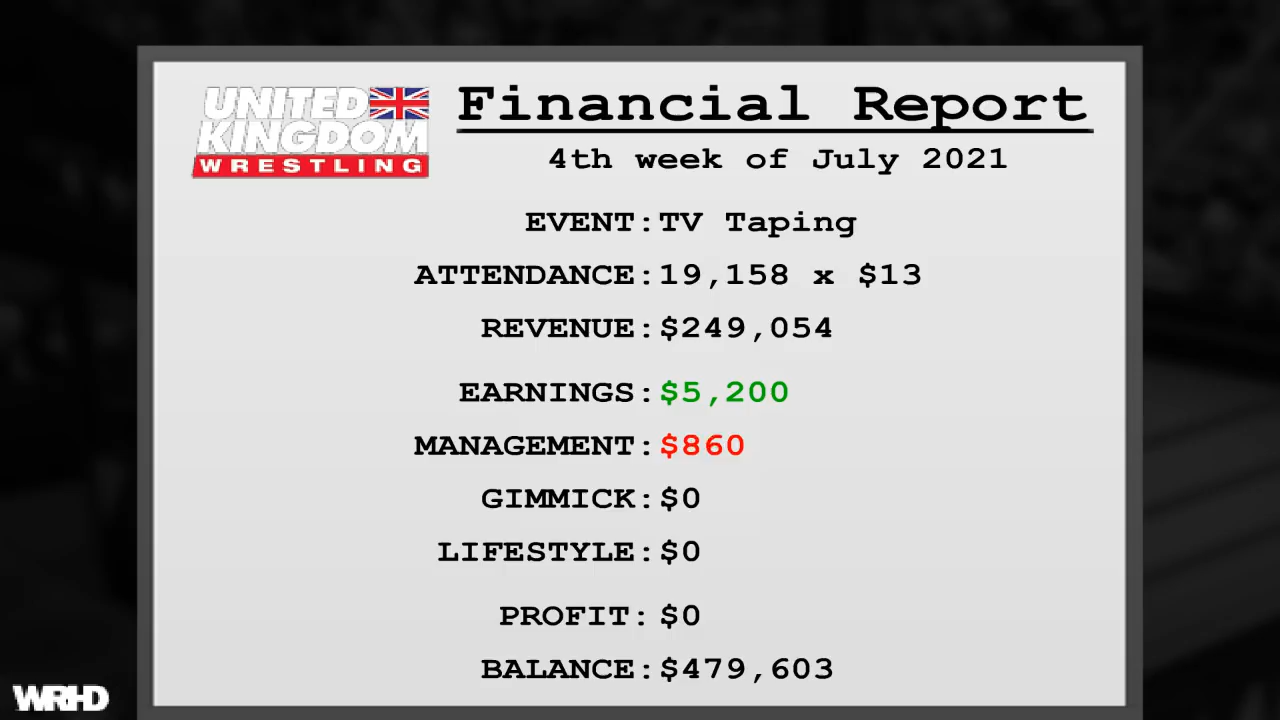 UNITED
KINGDOM
WRESTLING
Financial Report
4th week of July 2021
EVENT: TV Taping
ATTENDANCE: 19,158 x $13
REVENUE: $249,054
EARNINGS: $5,200
MANAGEMENT: $860
GIMMICK: $0
LIFESTYLE: $0
PROFIT: $0
BALANCE: $479,603
WRHD